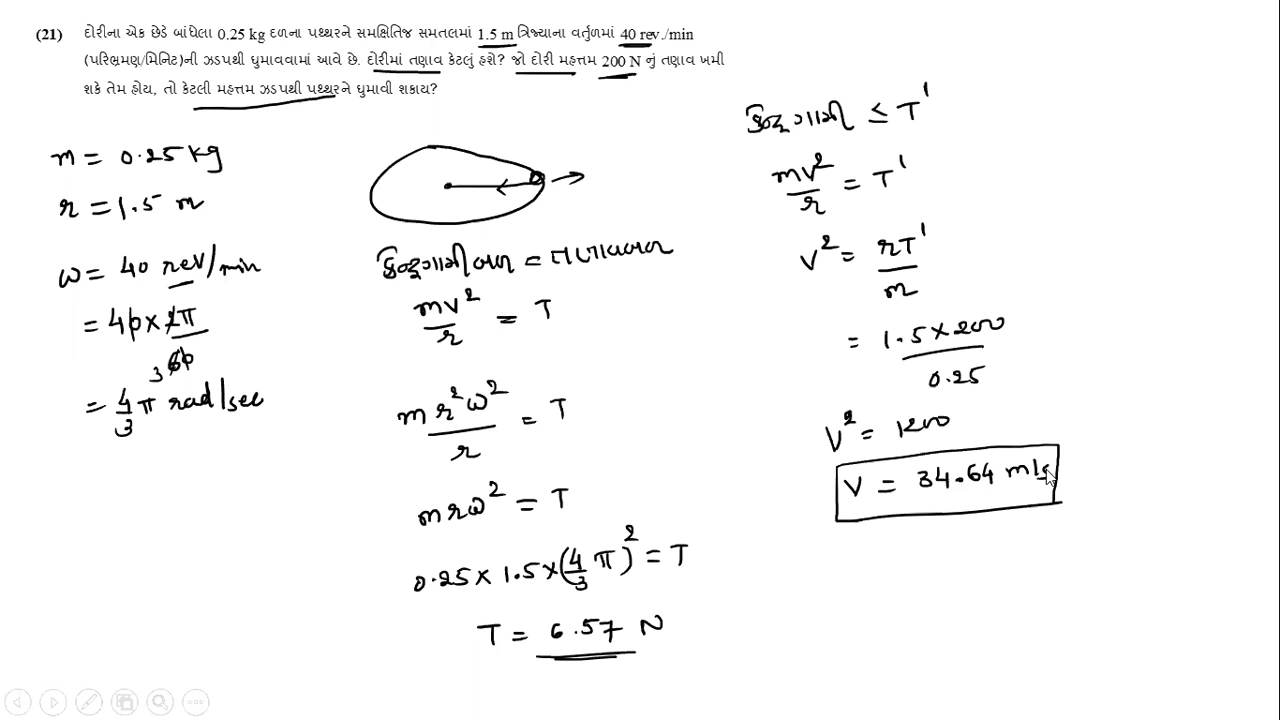 (21) દોરીના એક છેડે બાંધેલા 0.25 kg દળના પથ્થરને સમક્ષિતિજ સમતલમાં 1.5 m ત્રિજ્યાના વર્તુળમાં 40 rev./min
(પરિભ્રમણ/મિનિટ)ની ઝડપથી ઘુમાવવામાં આવે છે. દોરીમાં તણાવ કેટલું હશે? જો દોરી મહત્તમ 200 N નું તણાવ ખમી
શકે તેમ હોય, તો કેટલી મહત્તમ ઝડપથી પથ્થરને ઘુમાવી શકાય?
m = 0.25 kg
r = 1.5 m
ω = 40 rev/min
= 40 × 2π/60
= 4/3 π rad/sec
કેન્દ્રગામી બળ = તણાવબળ
mv²/r = T
m r²ω²/r = T
m r ω² = T
0.25 × 1.5 × (4/3 π)² = T
T = 6.57 N
કેન્દ્રગામી ≤ T'
mv²/r = T'
v² = rT'/m
= 1.5 × 200/0.25
v² = 1200
v = 34.64 m/s